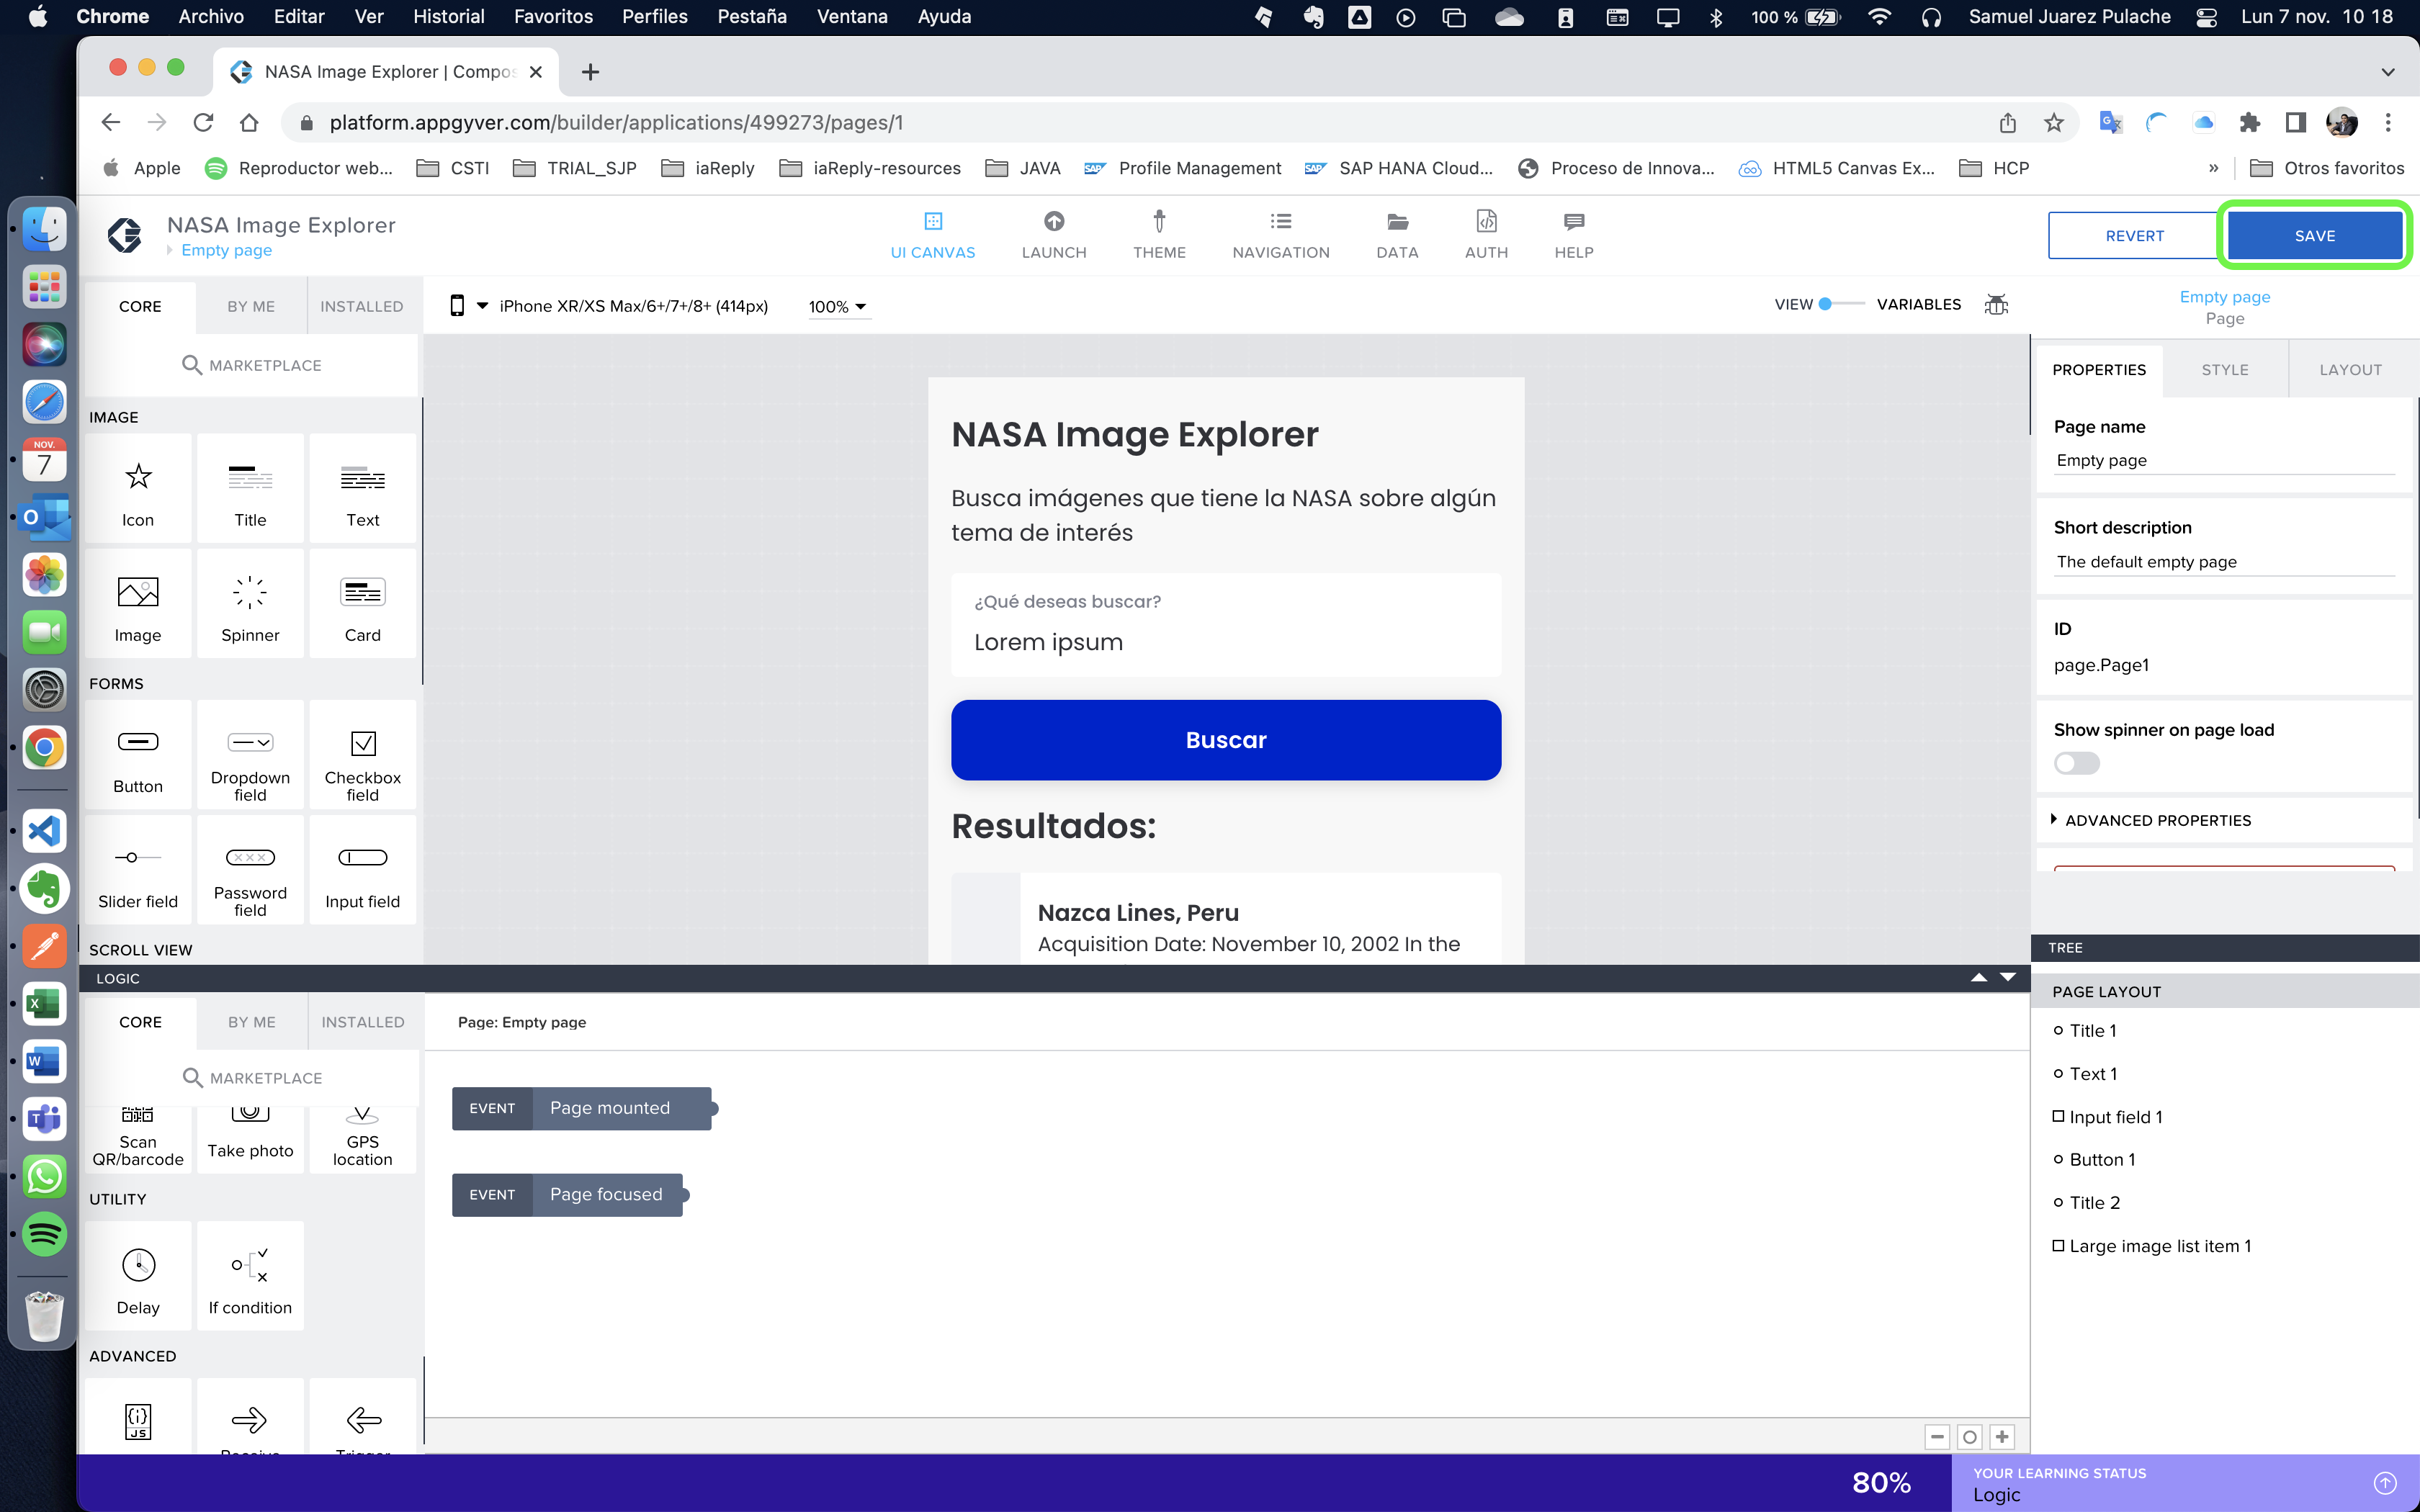 Chrome Archivo Editar Ver Historial Favoritos Perfiles Pestaña Ventana Ayuda 100 % Samuel Juarez Pulache Lun 7 nov. 10 18
NASA Image Explorer | Compos
platform.appgyver.com/builder/applications/499273/pages/1
Apple Reproductor web... CSTI TRIAL_SJP iaReply iaReply-resources JAVA SAP Profile Management SAP SAP HANA Cloud... Proceso de Innova... HTML5 Canvas Ex... HCP » Otros favoritos
NASA Image Explorer
Empty page
UI CANVAS LAUNCH THEME NAVIGATION DATA AUTH HELP
REVERT SAVE
CORE BY ME INSTALLED
iPhone XR/XS Max/6+/7+/8+ (414px) 100%
VIEW VARIABLES
Empty page
Page
MARKETPLACE
PROPERTIES STYLE LAYOUT
IMAGE
Icon Title Text
Image Spinner Card
FORMS
Button Dropdown field Checkbox field
Slider field Password field Input field
SCROLL VIEW
NASA Image Explorer
Busca imágenes que tiene la NASA sobre algún
tema de interés
¿Qué deseas buscar?
Lorem ipsum
Buscar
Resultados:
Nazca Lines, Peru
Acquisition Date: November 10, 2002 In the
Page name
Empty page
Short description
The default empty page
ID
page.Page1
Show spinner on page load
ADVANCED PROPERTIES
NOV.
7
LOGIC
CORE BY ME INSTALLED
MARKETPLACE
Scan QR/barcode Take photo GPS location
UTILITY
Delay If condition
ADVANCED
JS
Page: Empty page
EVENT Page mounted
EVENT Page focused
TREE
PAGE LAYOUT
Title 1
Text 1
Input field 1
Button 1
Title 2
Large image list item 1
80%
YOUR LEARNING STATUS
Logic